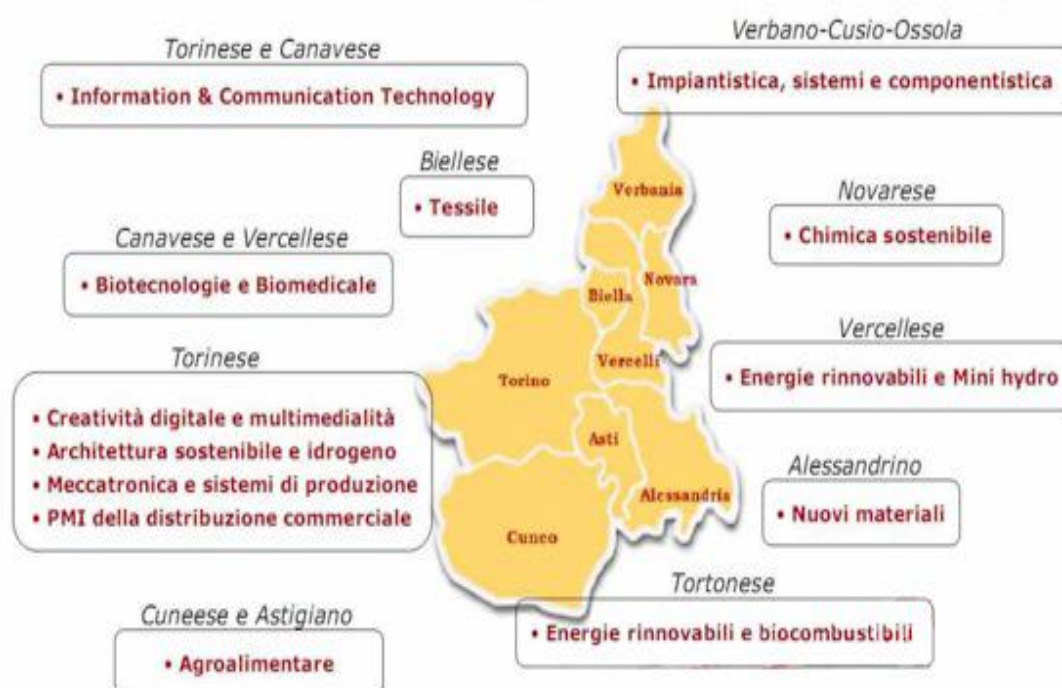 Torinese e Canavese
• Information & Communication Technology
Verbano-Cusio-Ossola
• Impiantistica, sistemi e componentistica
Biellese
• Tessile
Novarese
• Chimica sostenibile
Canavese e Vercellese
• Biotecnologie e Biomedicale
Vercellese
• Energie rinnovabili e Mini hydro
Torinese
• Creatività digitale e multimedialità
• Architettura sostenibile e idrogeno
• Meccatronica e sistemi di produzione
• PMI della distribuzione commerciale
Alessandrino
• Nuovi materiali
Tortonese
• Energie rinnovabili e biocombustibili
Cuneese e Astigiano
• Agroalimentare
Verbania
Novara
Biella
Vercelli
Torino
Asti
Alessandria
Cuneo